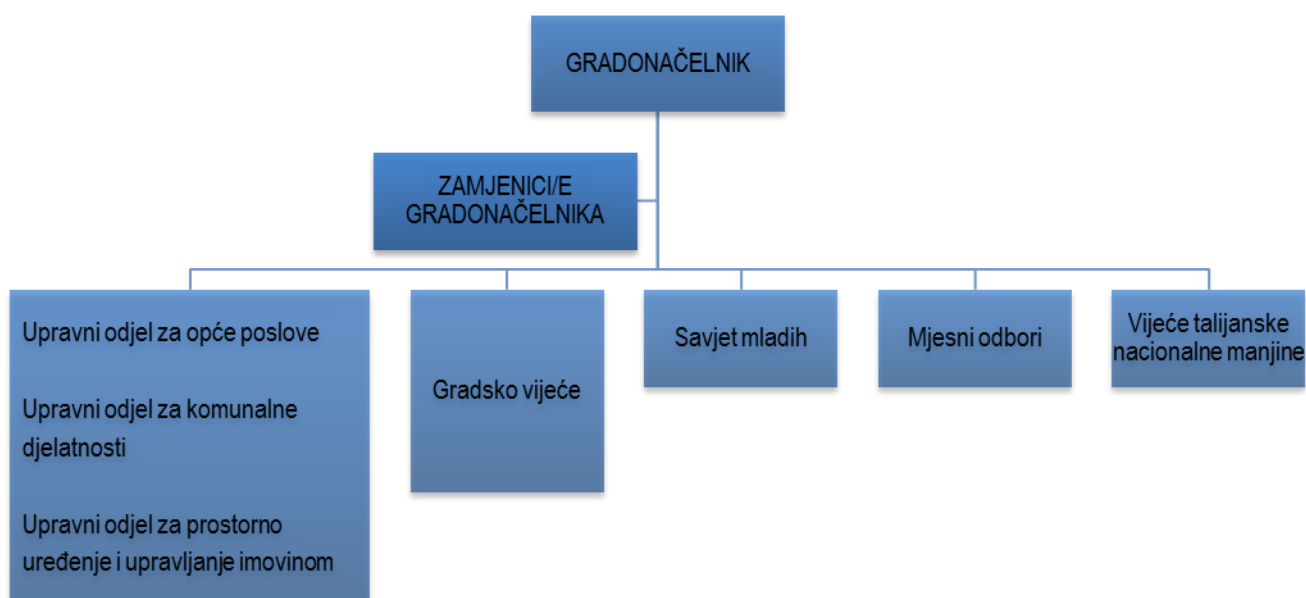 GRADONAČELNIK
ZAMJENICI/E
GRADONAČELNIKA
Upravni odjel za opće poslove
Upravni odjel za komunalne
djelatnosti
Upravni odjel za prostorno
uređenje i upravljanje imovinom
Gradsko vijeće
Savjet mladih
Mjesni odbori
Vijeće talijanske
nacionalne manjine